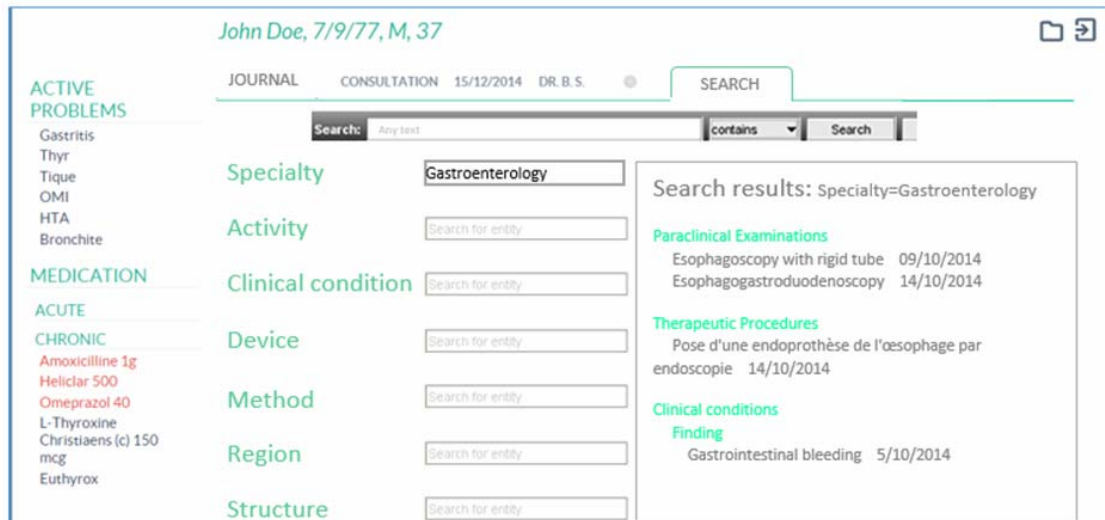 John Doe, 7/9/77, M, 37
ACTIVE
PROBLEMS
Gastritis
Thyr
Tique
OMI
HTA
Bronchite
MEDICATION
ACUTE
CHRONIC
Amoxicilline 1g
Heliclar 500
Omeprazol 40
L-Thyroxine
Christiaens (c) 150
mcg
Euthyrox
JOURNAL CONSULTATION 15/12/2014 DR. B. S. SEARCH
Search: Any text contains Search
Specialty Gastroenterology
Activity Search for entity
Clinical condition Search for entity
Device Search for entity
Method Search for entity
Region Search for entity
Structure Search for entity
Search results: Specialty=Gastroenterology
Paraclinical Examinations
Esophagoscopy with rigid tube 09/10/2014
Esophagogastroduodenoscopy 14/10/2014
Therapeutic Procedures
Pose d'une endoprothèse de l'œsophage par
endoscopie 14/10/2014
Clinical conditions
Finding
Gastrointestinal bleeding 5/10/2014